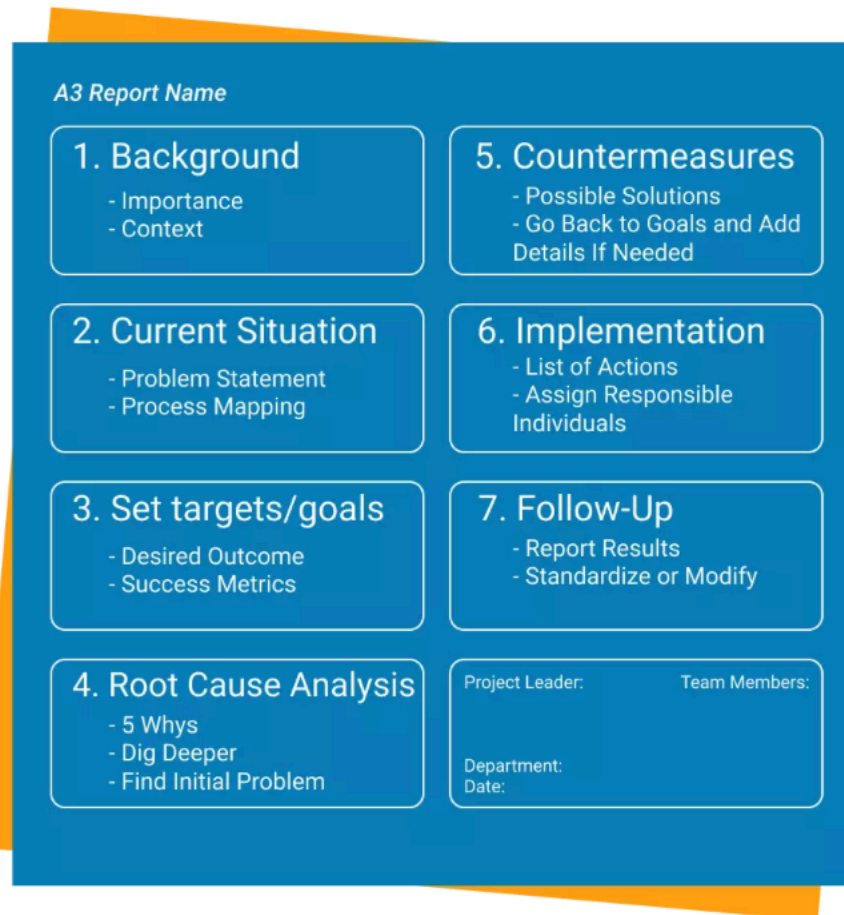 A3 Report Name
1. Background
- Importance
- Context
2. Current Situation
- Problem Statement
- Process Mapping
3. Set targets/goals
- Desired Outcome
- Success Metrics
4. Root Cause Analysis
- 5 Whys
- Dig Deeper
- Find Initial Problem
5. Countermeasures
- Possible Solutions
- Go Back to Goals and Add
Details If Needed
6. Implementation
- List of Actions
- Assign Responsible
Individuals
7. Follow-Up
- Report Results
- Standardize or Modify
Project Leader: Team Members:
Department:
Date: